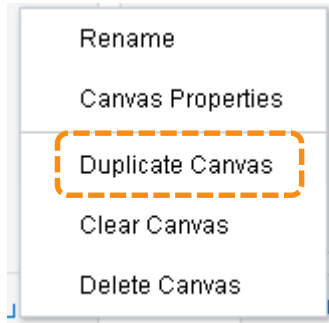 Rename
Canvas Properties
Duplicate Canvas
Clear Canvas
Delete Canvas